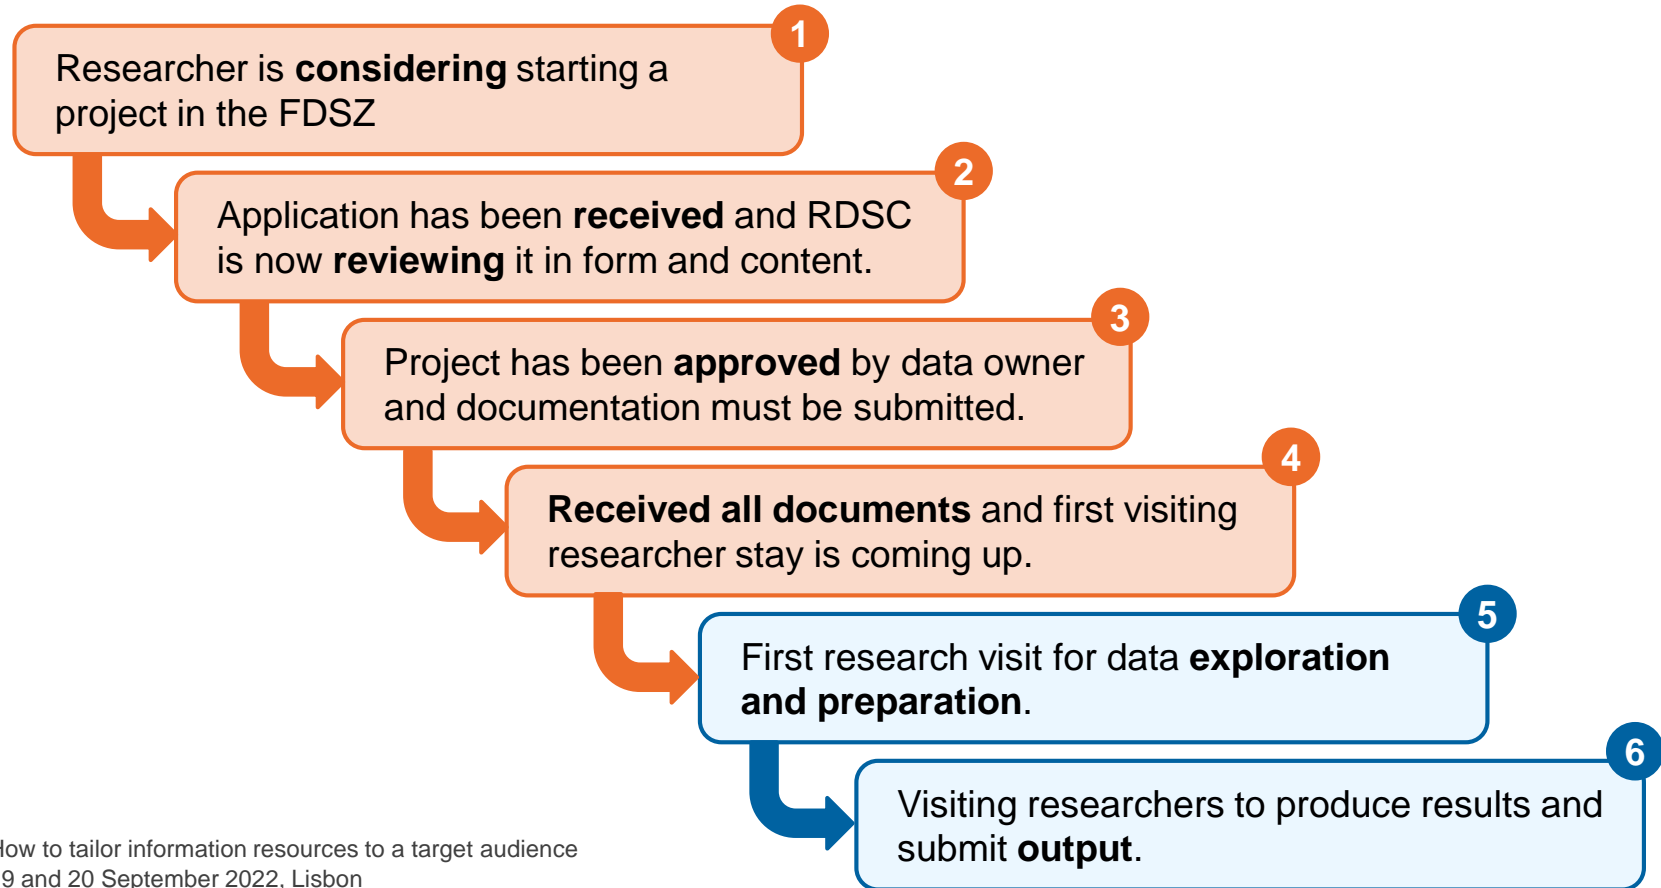 1
Researcher is considering starting a
project in the FDSZ
2
Application has been received and RDSC
is now reviewing it in form and content.
3
Project has been approved by data owner
and documentation must be submitted.
4
Received all documents and first visiting
researcher stay is coming up.
5
First research visit for data exploration
and preparation.
6
Visiting researchers to produce results and
submit output.
How to tailor information resources to a target audience
9 and 20 September 2022, Lisbon